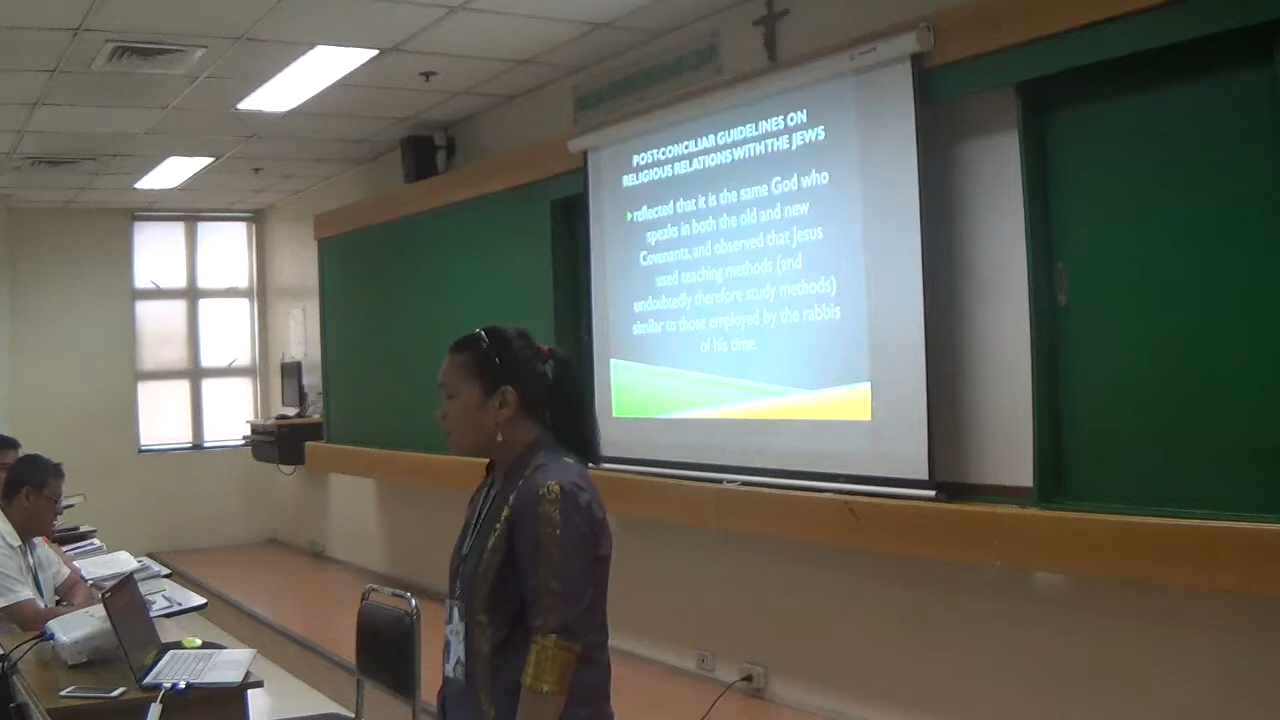 POST-CONCILIAR GUIDELINES ON
RELIGIOUS RELATIONS WITH THE JEWS
reflected that it is the same God who
speaks in both the old and new
Covenants, and observed that Jesus
used teaching methods (and
undoubtedly therefore study methods)
similar to those employed by the rabbis
of his time.